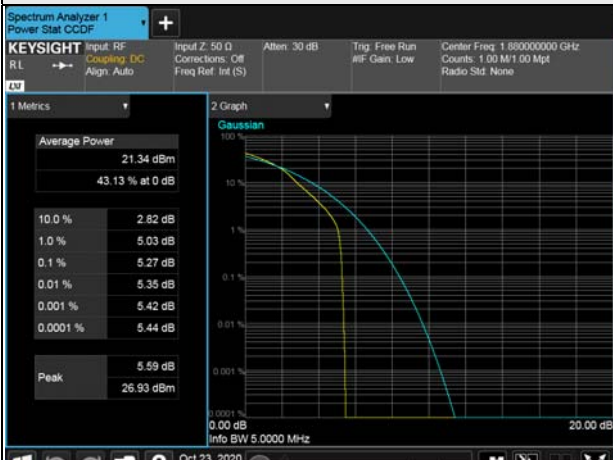 Spectrum Analyzer 1
Power Stat CCDF
+
KEYSIGHT Input: RF Input Z: 50 Ω Atten: 30 dB Trig: Free Run Center Freq: 1.880000000 GHz
RL Coupling: DC Corrections: Off #IF Gain: Low Counts: 1.00 M/1.00 Mpt
Align: Auto Freq Ref: Int (S) Radio Std: None
LXI
1 Metrics 2 Graph
Gaussian
Average Power
21.34 dBm
43.13 % at 0 dB
10.0 % 2.82 dB
1.0 % 5.03 dB
0.1 % 5.27 dB
0.01 % 5.35 dB
0.001 % 5.42 dB
0.0001 % 5.44 dB
Peak 5.59 dB
26.93 dBm
100 %
10 %
1 %
0.1 %
0.01 %
0.001 %
0.0001 %
0.00 dB 20.00 dB
Info BW 5.0000 MHz
Oct 23, 2020